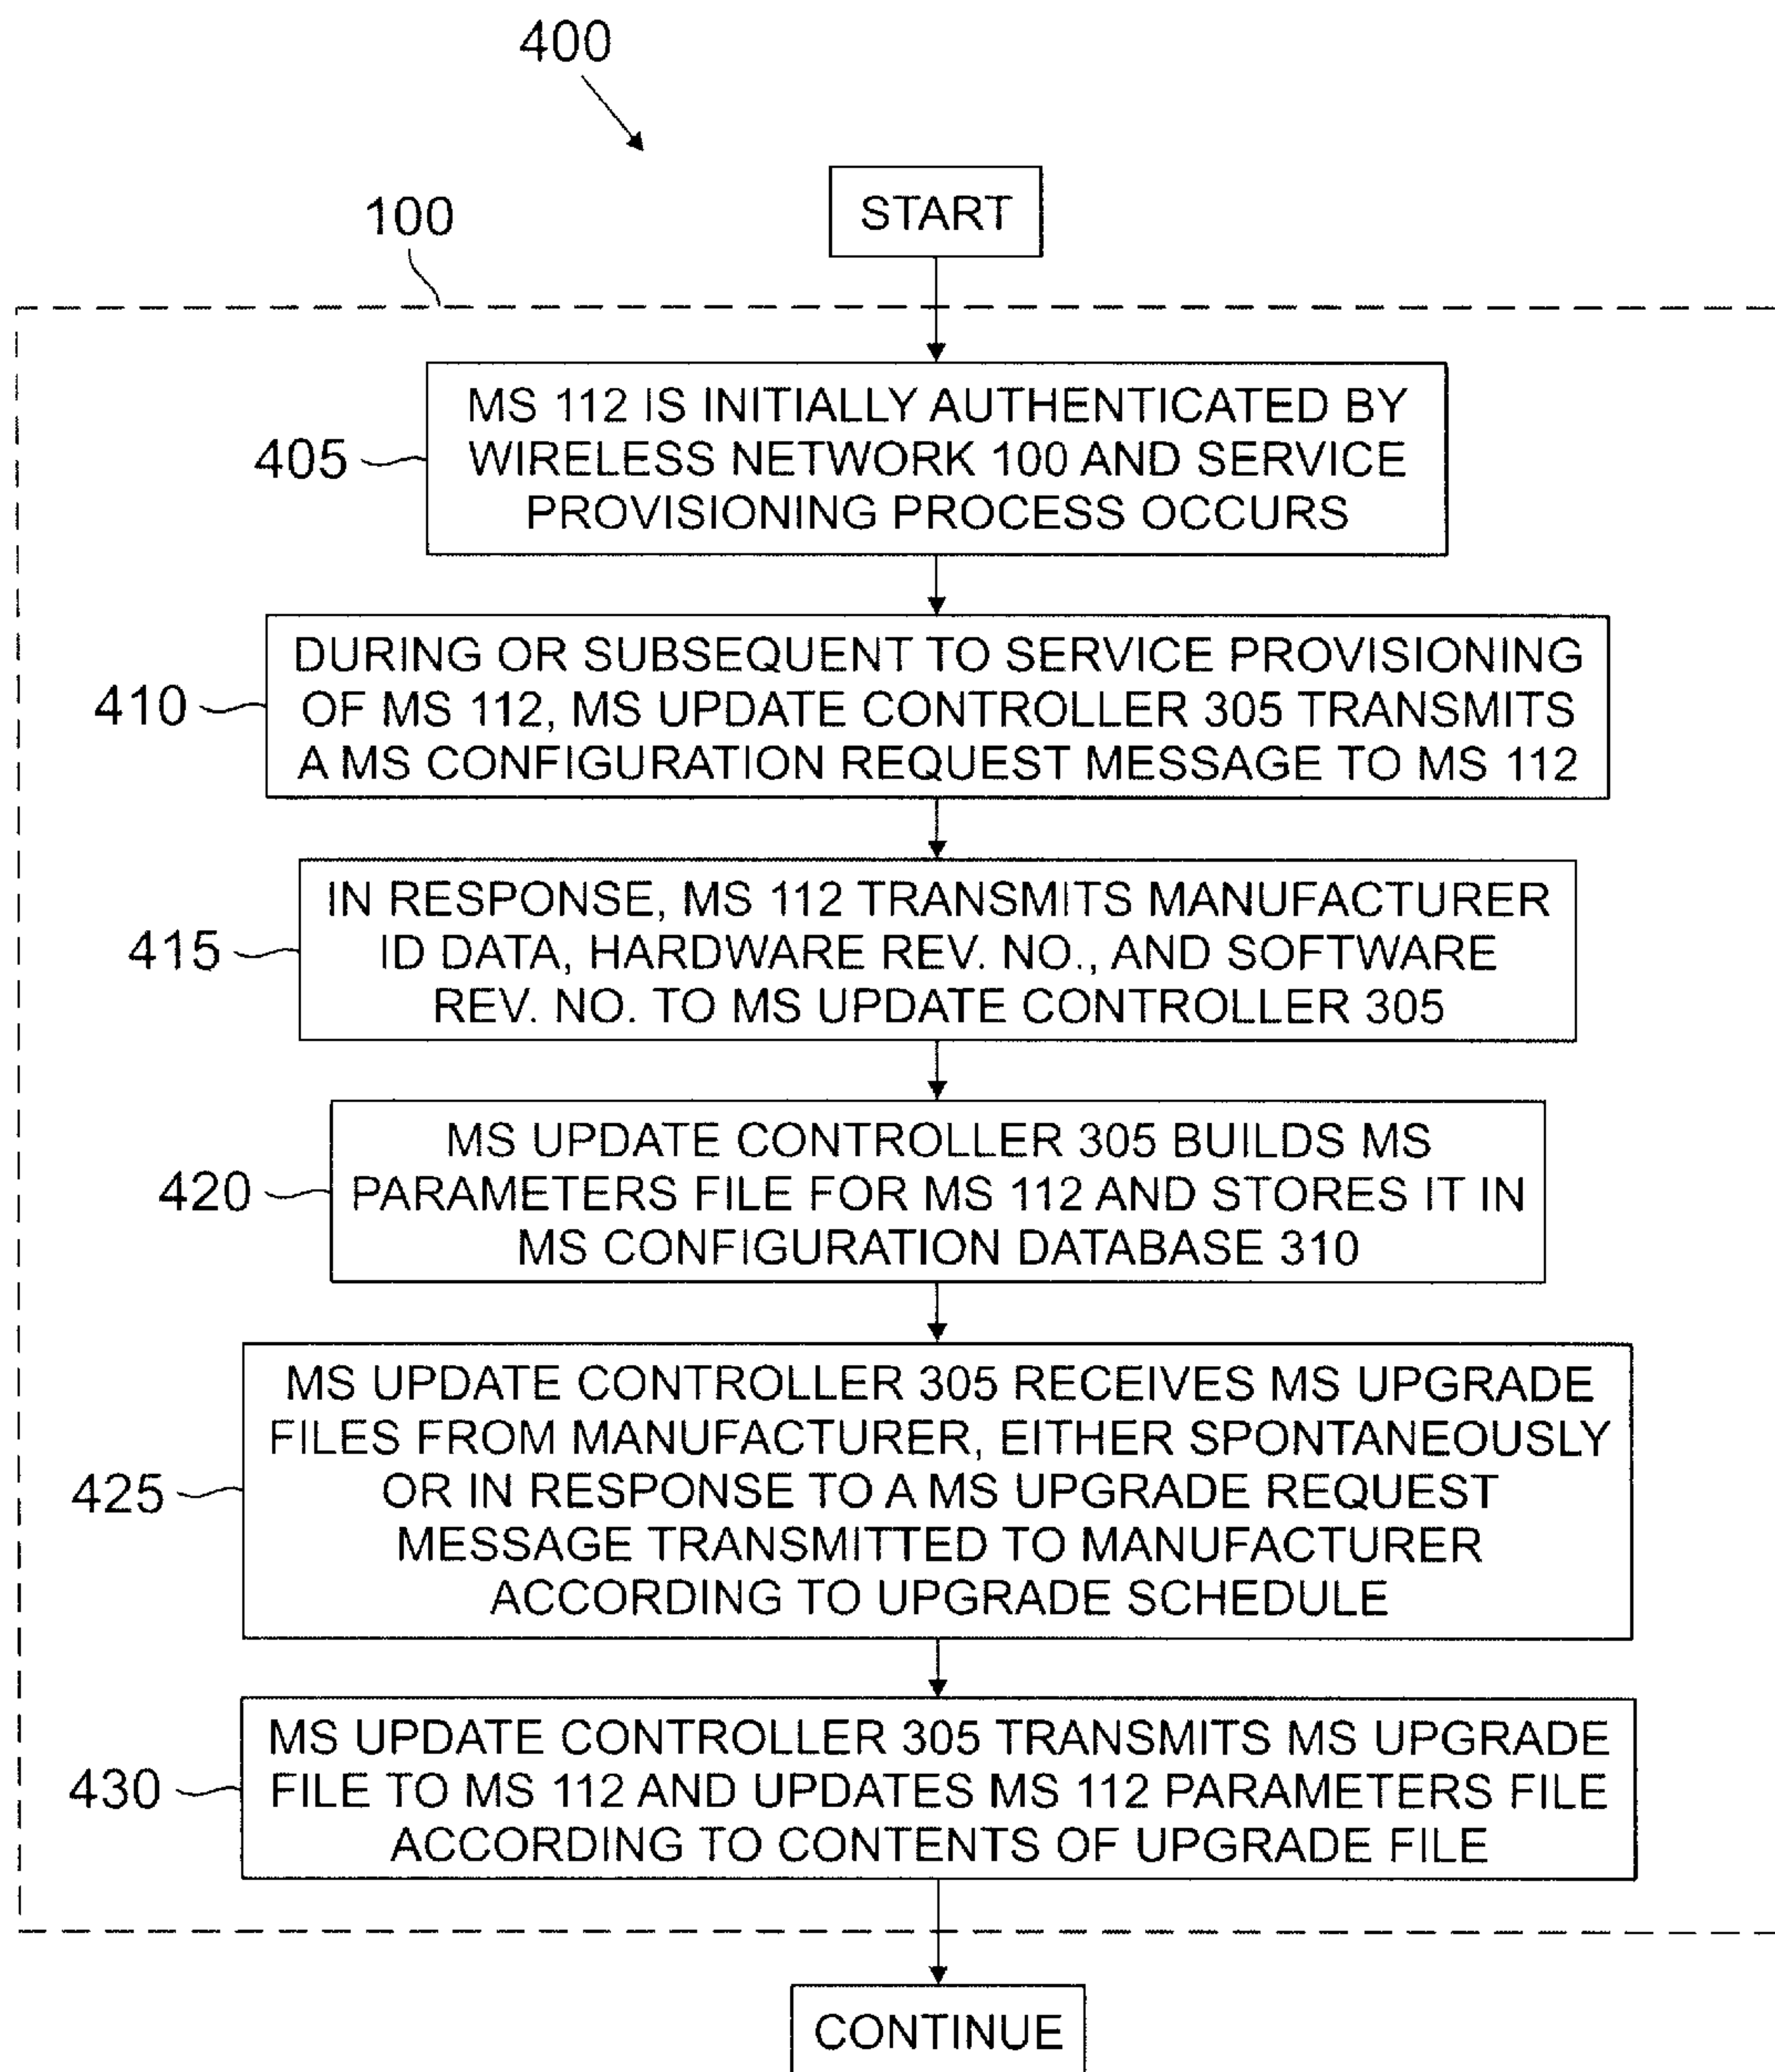 400
START
100
MS 112 IS INITIALLY AUTHENTICATED BY
WIRELESS NETWORK 100 AND SERVICE
PROVISIONING PROCESS OCCURS
405
DURING OR SUBSEQUENT TO SERVICE PROVISIONING
OF MS 112, MS UPDATE CONTROLLER 305 TRANSMITS
A MS CONFIGURATION REQUEST MESSAGE TO MS 112
410
IN RESPONSE, MS 112 TRANSMITS MANUFACTURER
ID DATA, HARDWARE REV. NO., AND SOFTWARE
REV. NO. TO MS UPDATE CONTROLLER 305
415
MS UPDATE CONTROLLER 305 BUILDS MS
PARAMETERS FILE FOR MS 112 AND STORES IT IN
MS CONFIGURATION DATABASE 310
420
MS UPDATE CONTROLLER 305 RECEIVES MS UPGRADE
FILES FROM MANUFACTURER, EITHER SPONTANEOUSLY
OR IN RESPONSE TO A MS UPGRADE REQUEST
MESSAGE TRANSMITTED TO MANUFACTURER
ACCORDING TO UPGRADE SCHEDULE
425
MS UPDATE CONTROLLER 305 TRANSMITS MS UPGRADE
FILE TO MS 112 AND UPDATES MS 112 PARAMETERS FILE
ACCORDING TO CONTENTS OF UPGRADE FILE
430
CONTINUE